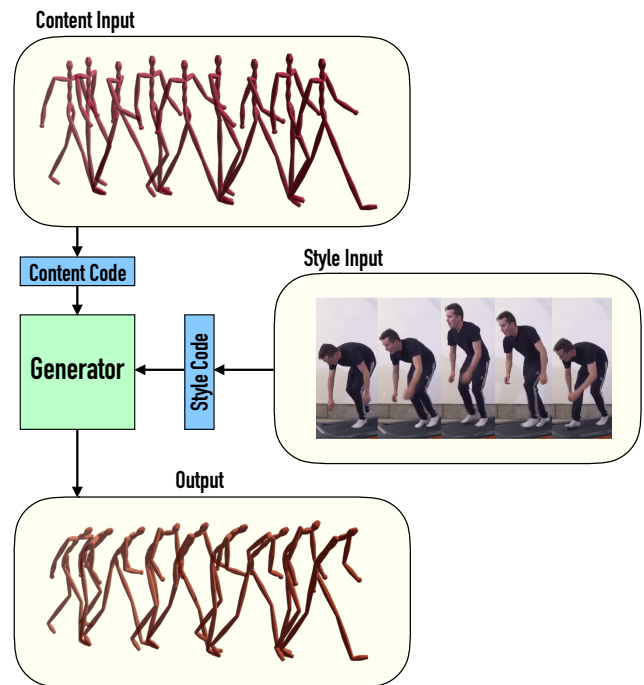 Content Input
Content Code
Style Input
Generator
Style Code
Output